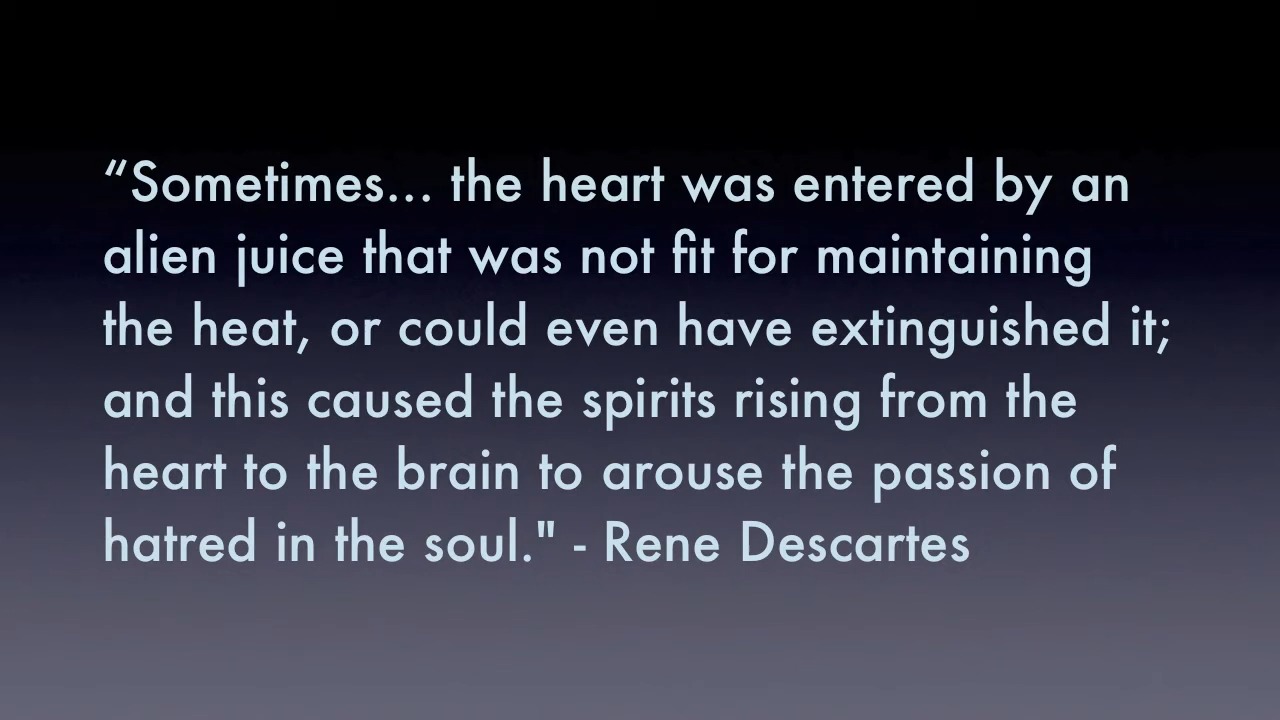 “Sometimes... the heart was entered by an
alien juice that was not fit for maintaining
the heat, or could even have extinguished it;
and this caused the spirits rising from the
heart to the brain to arouse the passion of
hatred in the soul." - Rene Descartes